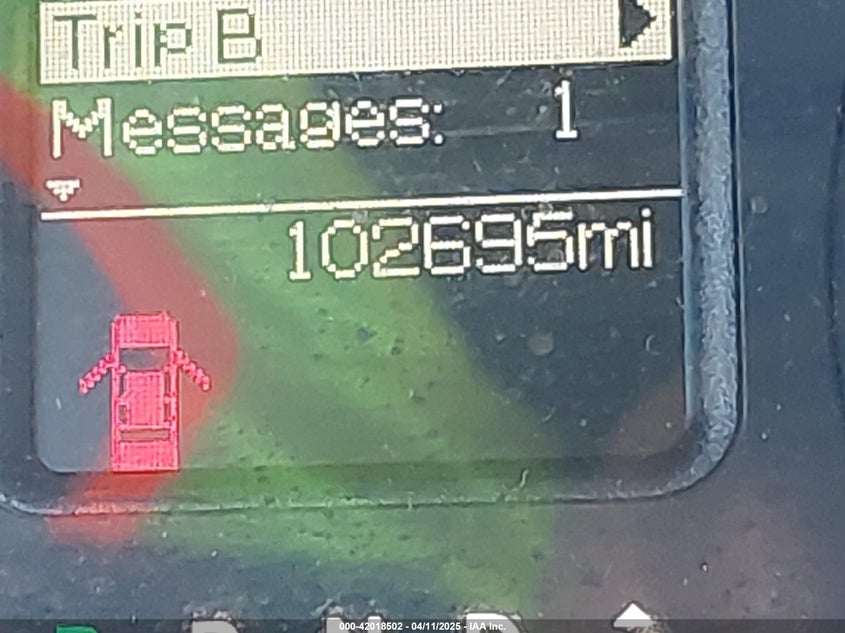 Trip B
Messages: 1
102695mi
000-42018502 - 04/11/2025 - IAA Inc.